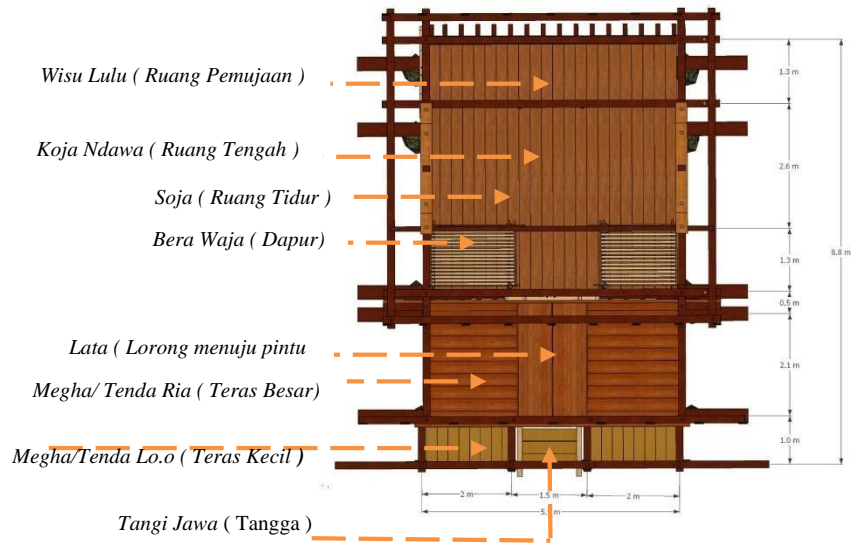 Wisu Lulu ( Ruang Pemujaan )
1.3 m
Koja Ndawa ( Ruang Tengah )
2.6 m
Soja ( Ruang Tidur )
Bera Waja ( Dapur)
1.3 m
8.8 m
0.5 m
Lata ( Lorong menuju pintu
2.1 m
Megha/ Tenda Ria ( Teras Besar)
1.0 m
Megha/Tenda Lo.o ( Teras Kecil )
2 m 1.5 m 2 m
Tangi Jawa ( Tangga )